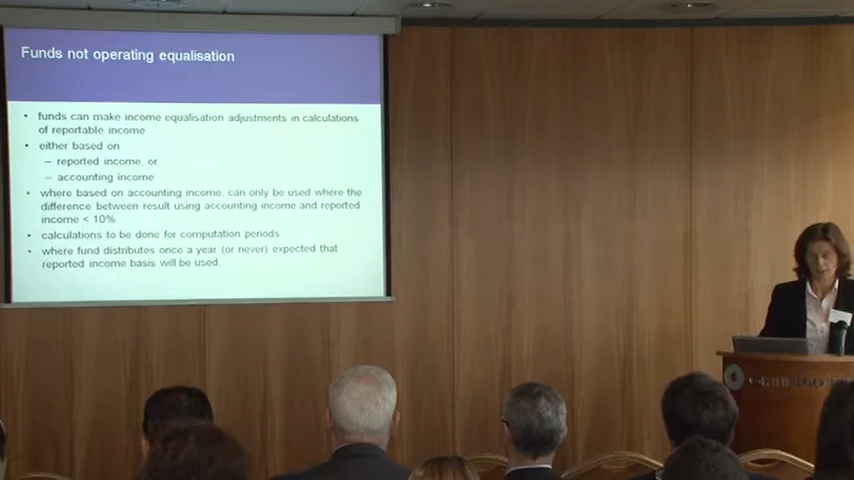 Funds not operating equalisation
• funds can make income equalisation adjustments in calculations
of reportable income
• either based on
– reported income, or
– accounting income
• where based on accounting income, can only be used where the
difference between result using accounting income and reported
income < 10%
• calculations to be done for computation periods
• where fund distributes once a year (or never) expected that
reported income basis will be used.